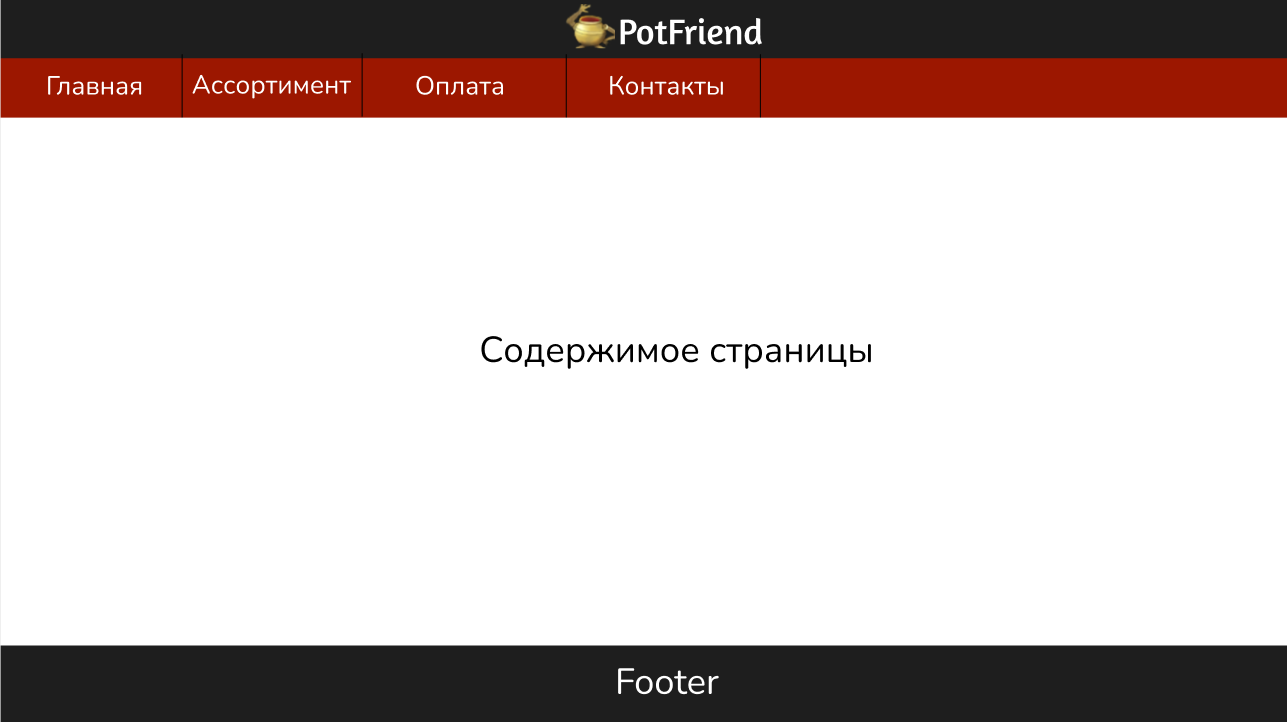 PotFriend
Главная Ассортимент Оплата Контакты
Содержимое страницы
Footer